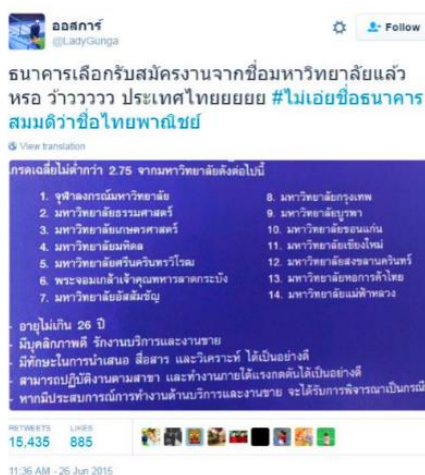 ออสการ์
@LadyGunga
Follow
ธนาคารเลือกรับสมัครงานจากชื่อมหาวิทยาลัยแล้ว
หรอ ว้าววววว ประเทศไทยยยยย #ไม่เอ่ยชื่อธนาคาร
สมมติว่าชื่อไทยพาณิชย์
View translation
เกรดเฉลี่ยไม่ต่ำกว่า 2.75 จากมหาวิทยาลัยดังต่อไปนี้
1. จุฬาลงกรณ์มหาวิทยาลัย
2. มหาวิทยาลัยธรรมศาสตร์
3. มหาวิทยาลัยเกษตรศาสตร์
4. มหาวิทยาลัยมหิดล
5. มหาวิทยาลัยศรีนครินทรวิโรฒ
6. พระจอมเกล้าเจ้าคุณทหารลาดกระบัง
7. มหาวิทยาลัยอัสสัมชัญ
8. มหาวิทยาลัยกรุงเทพ
9. มหาวิทยาลัยบูรพา
10. มหาวิทยาลัยขอนแก่น
11. มหาวิทยาลัยเชียงใหม่
12. มหาวิทยาลัยสงขลานครินทร์
13. มหาวิทยาลัยหอการค้าไทย
14. มหาวิทยาลัยแม่ฟ้าหลวง
- อายุไม่เกิน 26 ปี
- มีบุคลิกภาพดี รักงานบริการและงานขาย
- มีทักษะในการนำเสนอ สื่อสาร และวิเคราะห์ ได้เป็นอย่างดี
- สามารถปฏิบัติงานตามสาขา และทำงานภายใต้แรงกดดันได้เป็นอย่างดี
- หากมีประสบการณ์การทำงานด้านบริการและงานขาย จะได้รับการพิจารณาเป็นกรณี
RETWEETS
LIKES
15,435
885
11:36 AM - 26 Jun 2015